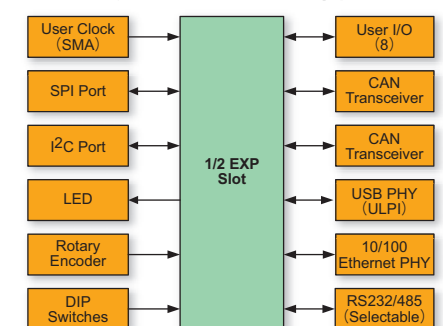 User Clock
(SMA)
SPI Port
I2C Port
LED
Rotary
Encoder
DIP
Switches
1/2 EXP
Slot
User I/O
(8)
CAN
Transceiver
CAN
Transceiver
USB PHY
(ULPI)
10/100
Ethernet PHY
RS232/485
(Selectable)